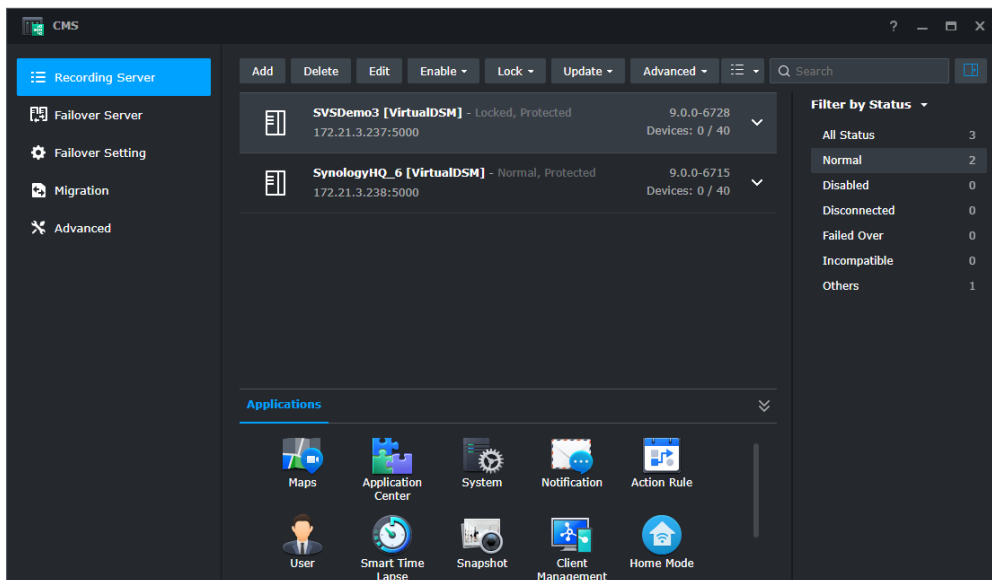 CMS
?
Recording Server
Failover Server
Failover Setting
Migration
Advanced
Add Delete Edit Enable Lock Update Advanced Search
SVSDemo3 [VirtualDSM] - Locked, Protected 9.0.0-6728
172.21.3.237:5000 Devices: 0 / 40
SynologyHQ_6 [VirtualDSM] - Normal, Protected 9.0.0-6715
172.21.3.238:5000 Devices: 0 / 40
Filter by Status
All Status 3
Normal 2
Disabled 0
Disconnected 0
Failed Over 0
Incompatible 0
Others 1
Applications
Maps Application System Notification Action Rule
Center
User Smart Time Snapshot Client Home Mode
Lapse Management